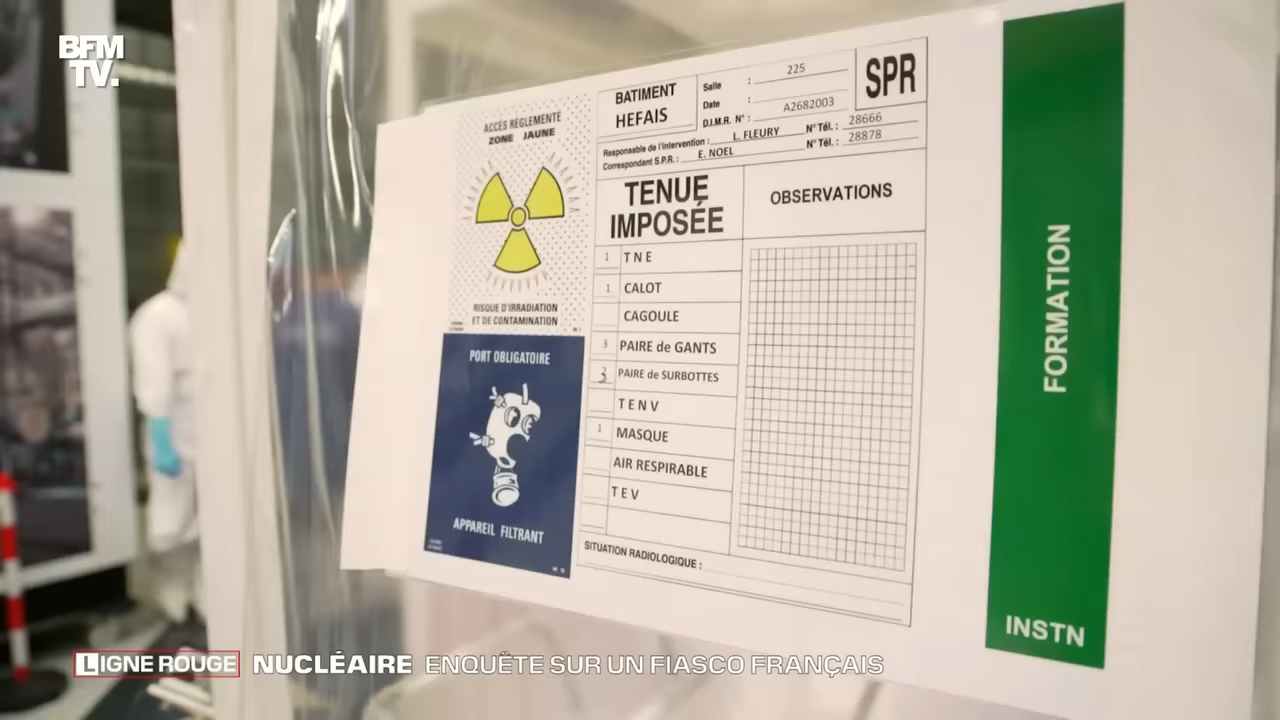 BFM
TV.
ACCÈS RÉGLEMENTÉ
ZONE JAUNE
RISQUE D'IRRADIATION
ET DE CONTAMINATION
PORT OBLIGATOIRE
APPAREIL FILTRANT
BATIMENT
HEFAIS
Salle : 225
Date :
D.I.M.R. N° : A2682003
SPR
Responsable de l'Intervention : L. FLEURY N° Tél. : 28666
Correspondant S.P.R. : E. NOEL N° Tél. : 28878
TENUE
IMPOSÉE
OBSERVATIONS
1 TNE
1 CALOT
CAGOULE
3 PAIRE de GANTS
3 PAIRE de SURBOTTES
TENV
1 MASQUE
AIR RESPIRABLE
TEV
SITUATION RADIOLOGIQUE :
FORMATION
INSTN
LIGNE ROUGE NUCLÉAIRE ENQUÊTE SUR UN FIASCO FRANÇAIS